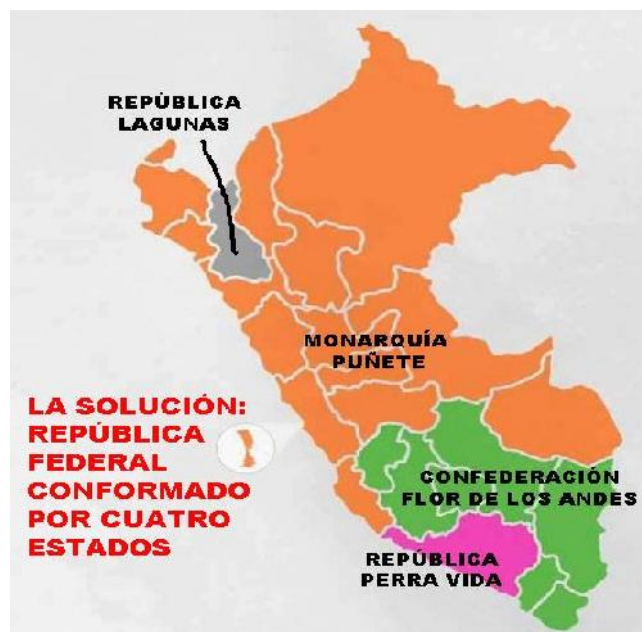 REPÚBLICA
LAGUNAS
MONARQUÍA
PUÑETE
LA SOLUCIÓN:
REPÚBLICA
FEDERAL
CONFORMADO
POR CUATRO
ESTADOS
CONFEDERACIÓN
FLOR DE LOS ANDES
REPÚBLICA
PERRA VIDA